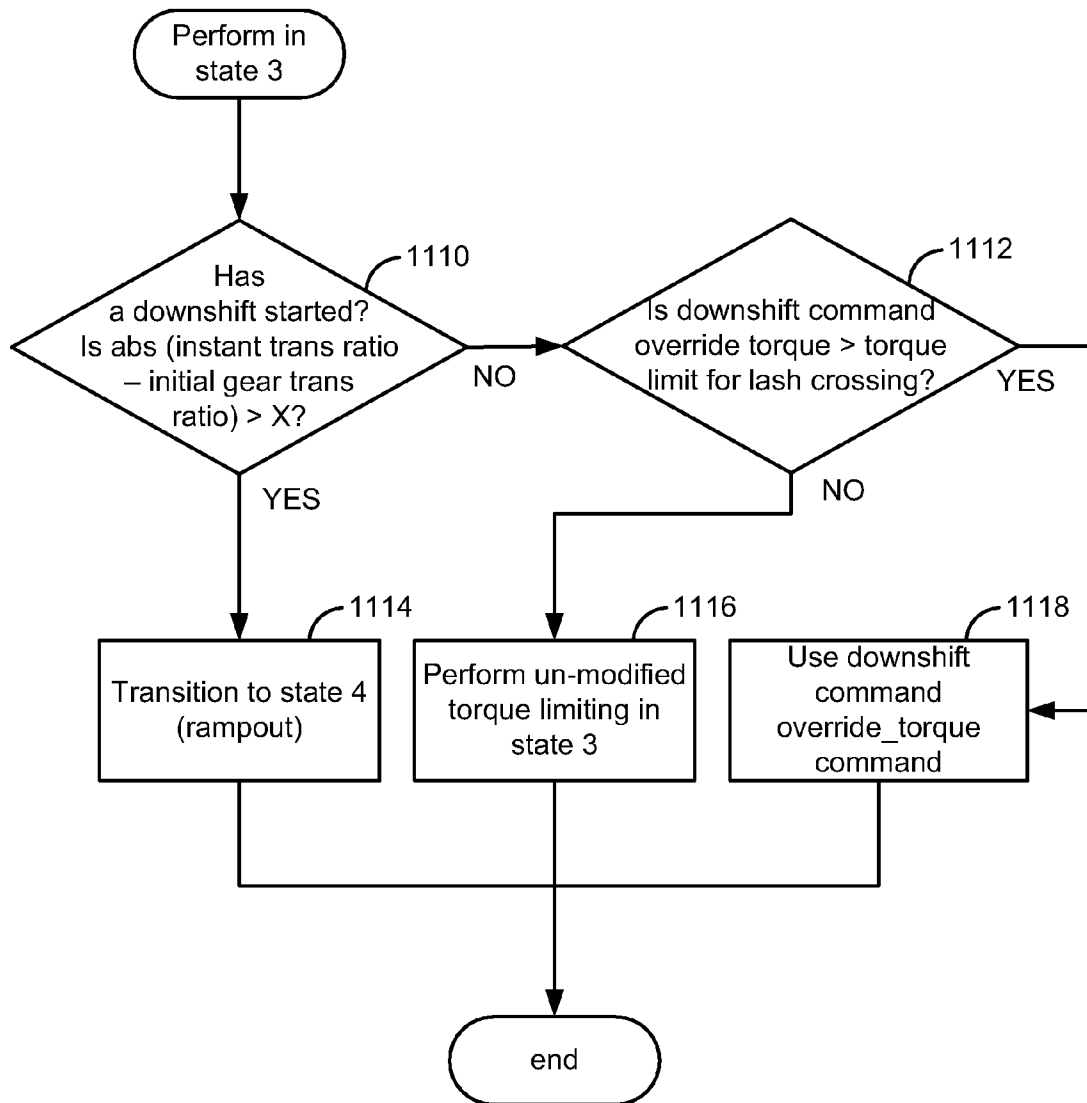 Perform in
state 3
1110
Has
a downshift started?
Is abs (instant trans ratio
– initial gear trans
ratio) > X?
NO
YES
1112
Is downshift command
override torque > torque
limit for lash crossing?
YES
NO
1114
Transition to state 4
(rampout)
1116
Perform un-modified
torque limiting in
state 3
1118
Use downshift
command
override_torque
command
end